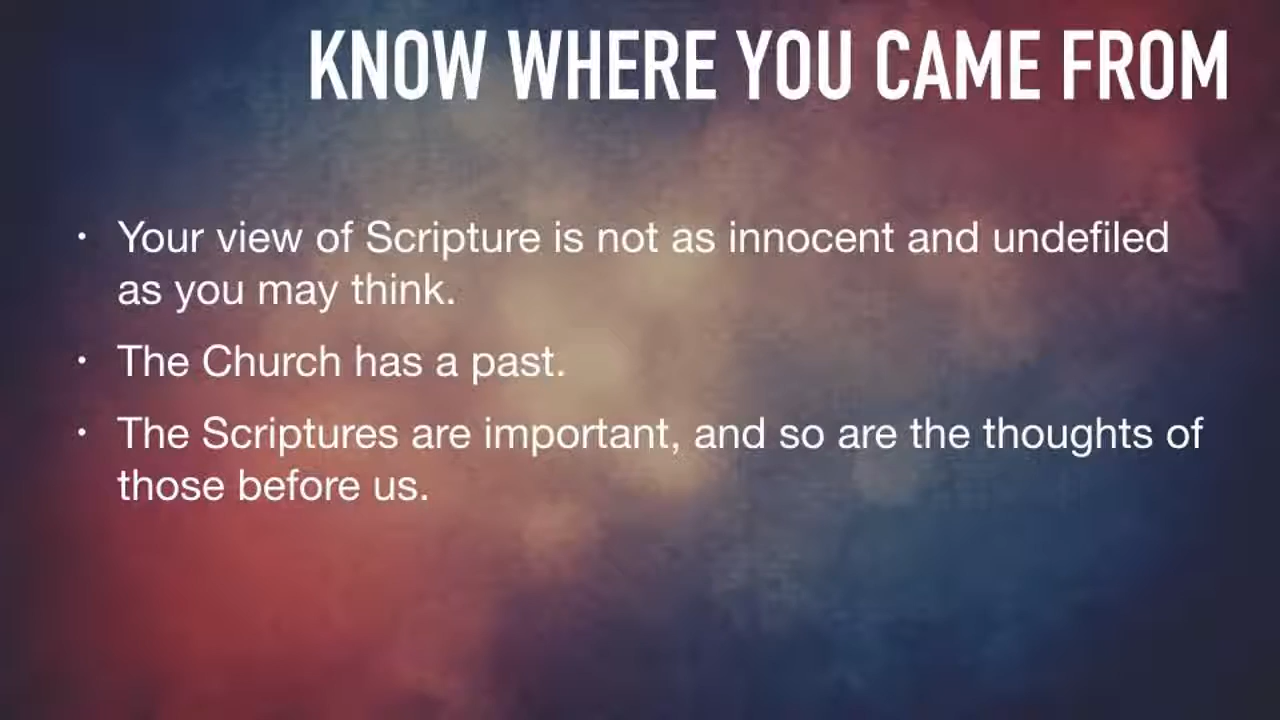 KNOW WHERE YOU CAME FROM
• Your view of Scripture is not as innocent and undefiled
as you may think.
• The Church has a past.
• The Scriptures are important, and so are the thoughts of
those before us.